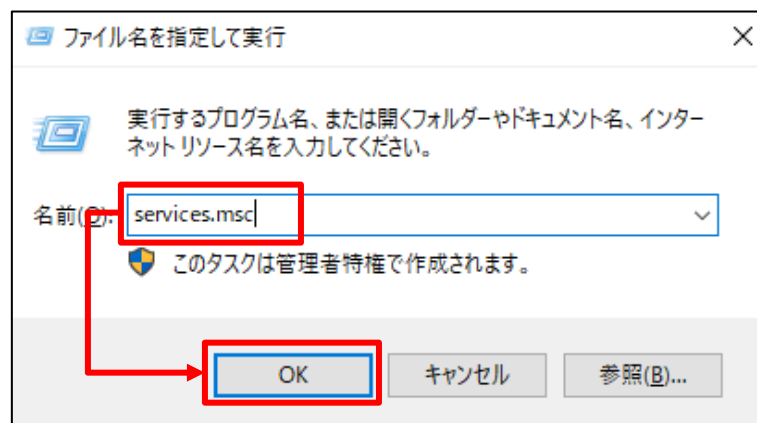 ファイル名を指定して実行
実行するプログラム名、または開くフォルダーやドキュメント名、インター
ネット リソース名を入力してください。
名前(O): services.msc
このタスクは管理者特権で作成されます。
OK キャンセル 参照(B)...